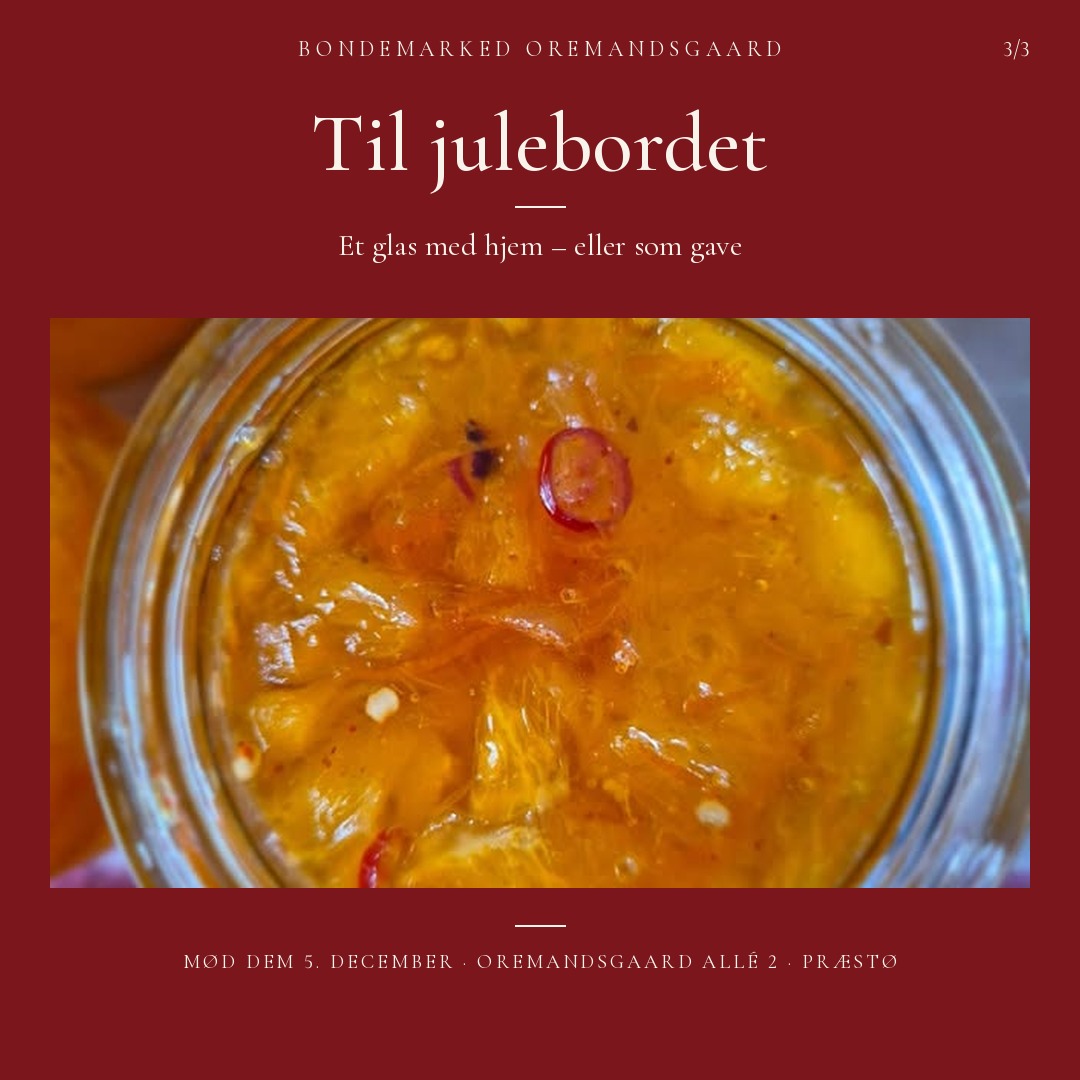 BONDEMARKED OREMANDSGAARD
3/3
Til julebordet
Et glas med hjem – eller som gave
MØD DEM 5. DECEMBER · OREMANDSGAARD ALLÉ 2 · PRÆSTØ